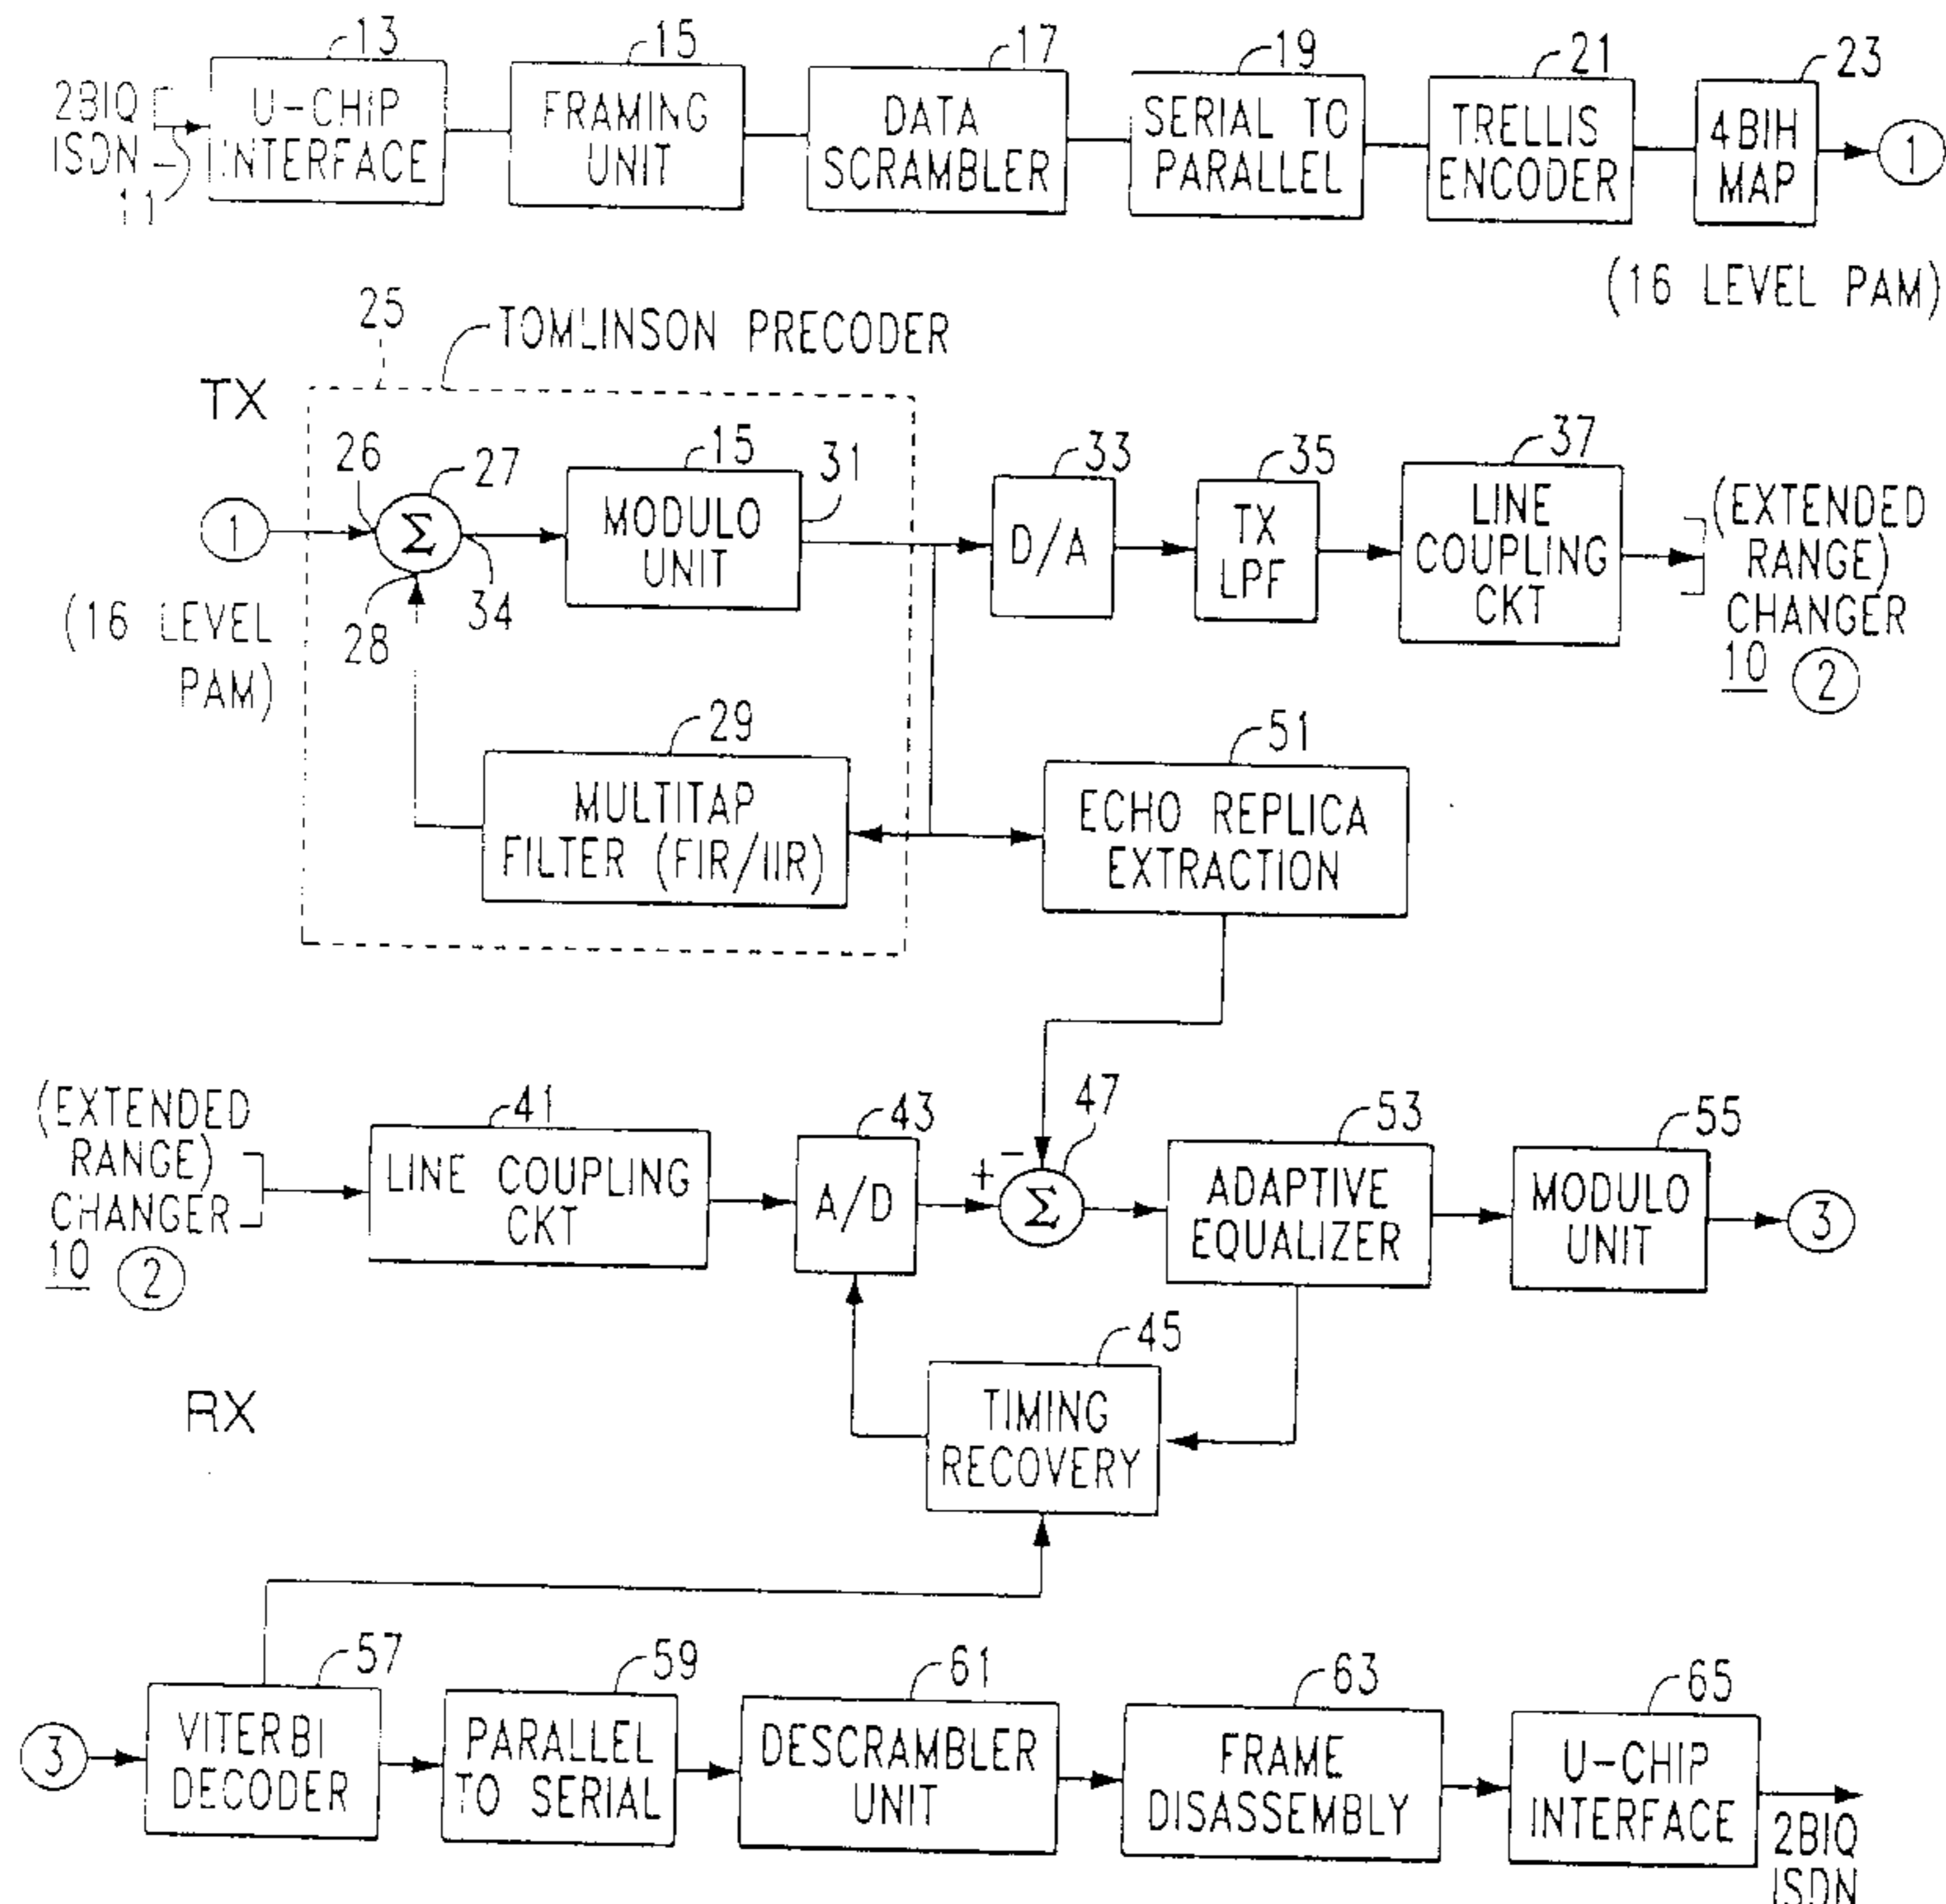 13
15
17
19
21
23
2BIQ
ISDN
11
U-CHIP
INTERFACE
FRAMING
UNIT
DATA
SCRAMBLER
SERIAL TO
PARALLEL
TRELLIS
ENCODER
4BIH
MAP
1
(16 LEVEL PAM)
25
TOMLINSON PRECODER
TX
26
27
15
31
33
35
37
1
Σ
MODULO
UNIT
D/A
TX
LPF
LINE
COUPLING
CKT
(EXTENDED
RANGE)
CHANGER
10
2
(16 LEVEL
PAM)
28
34
29
51
MULTITAP
FILTER (FIR/IIR)
ECHO REPLICA
EXTRACTION
(EXTENDED
RANGE)
CHANGER
10
2
41
43
47
53
55
LINE COUPLING
CKT
A/D
+
-
Σ
ADAPTIVE
EQUALIZER
MODULO
UNIT
3
45
RX
TIMING
RECOVERY
57
59
61
63
65
3
VITERBI
DECODER
PARALLEL
TO SERIAL
DESCRAMBLER
UNIT
FRAME
DISASSEMBLY
U-CHIP
INTERFACE
2BIQ
ISDN